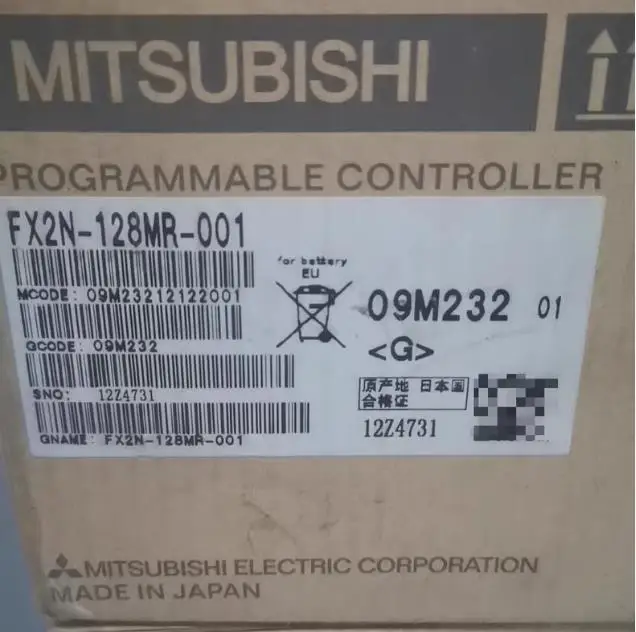 MITSUBISHI
PROGRAMMABLE CONTROLLER
FX2N-128MR-001
MCODE: 09M23212122001
GCODE: 09M232
SNO: 12Z4731
GNAME: FX2N-128MR-001
for battery
EU
09M232 01
<G>
原产地 日本国
合格证
12Z4731
MITSUBISHI ELECTRIC CORPORATION
MADE IN JAPAN